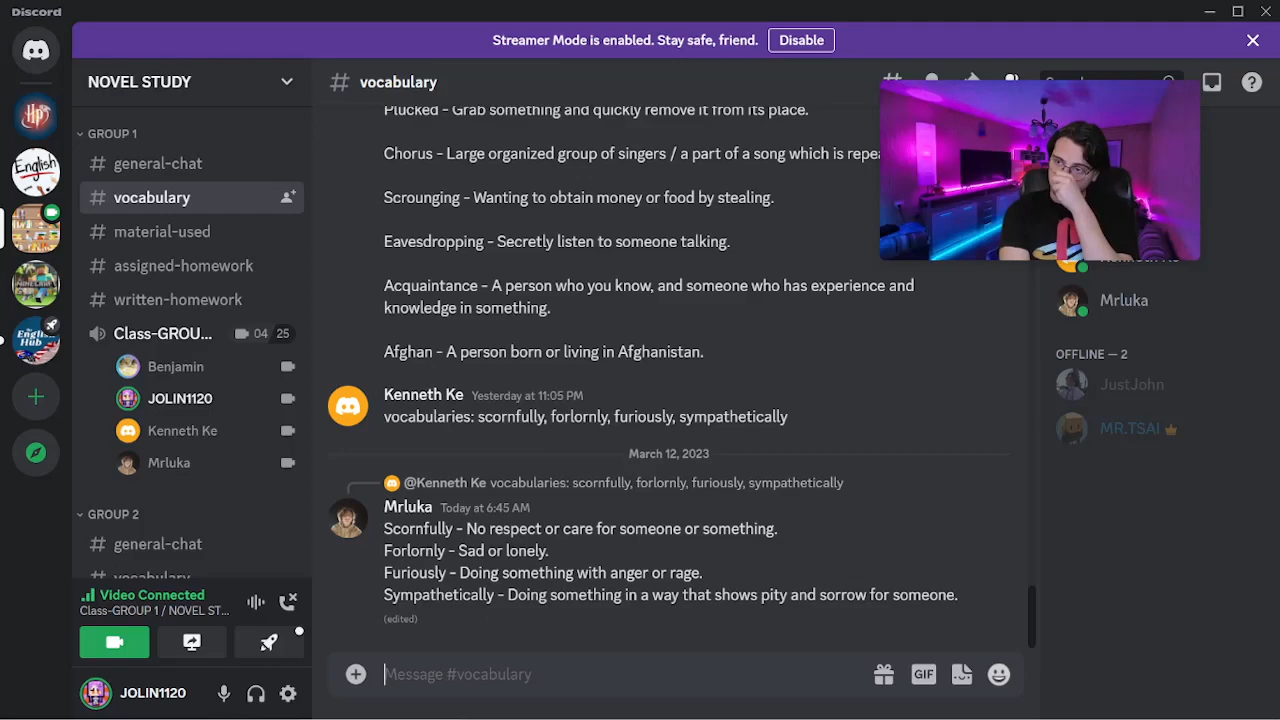 Discord
Streamer Mode is enabled. Stay safe, friend.
Disable
NOVEL STUDY
vocabulary
GROUP 1
general-chat
vocabulary
material-used
assigned-homework
written-homework
Class-GROU...
04
25
Benjamin
JOLIN1120
Kenneth Ke
Mrluka
GROUP 2
general-chat
vocabulary
Video Connected
Class-GROUP 1 / NOVEL ST...
JOLIN1120
Plucked - Grab something and quickly remove it from its place.
Chorus - Large organized group of singers / a part of a song which is
Scrounging - Wanting to obtain money or food by stealing.
Eavesdropping - Secretly listen to someone talking.
Acquaintance - A person who you know, and someone who has experience and
knowledge in something.
Afghan - A person born or living in Afghanistan.
Kenneth Ke Yesterday at 11:05 PM
vocabularies: scornfully, forlornly, furiously, sympathetically
March 12, 2023
@Kenneth Ke vocabularies: scornfully, forlornly, furiously, sympathetically
Mrluka Today at 6:45 AM
Scornfully - No respect or care for someone or something.
Forlornly - Sad or lonely.
Furiously - Doing something with anger or rage.
Sympathetically - Doing something in a way that shows pity and sorrow for someone.
(edited)
Message #vocabulary
GIF
Mrluka
OFFLINE — 2
JustJohn
MR.TSAI
HP
English
MINECRAFT
The
English
Hub